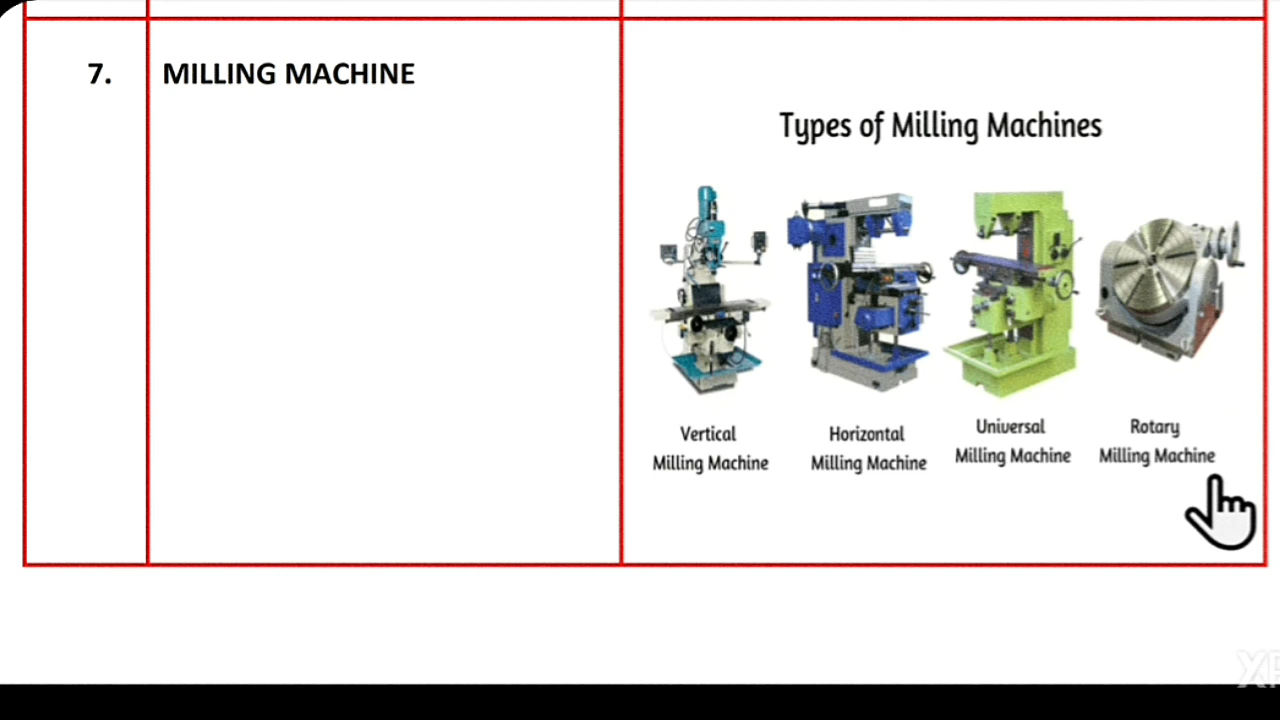 7.
MILLING MACHINE
Types of Milling Machines
Vertical
Milling Machine
Horizontal
Milling Machine
Universal
Milling Machine
Rotary
Milling Machine